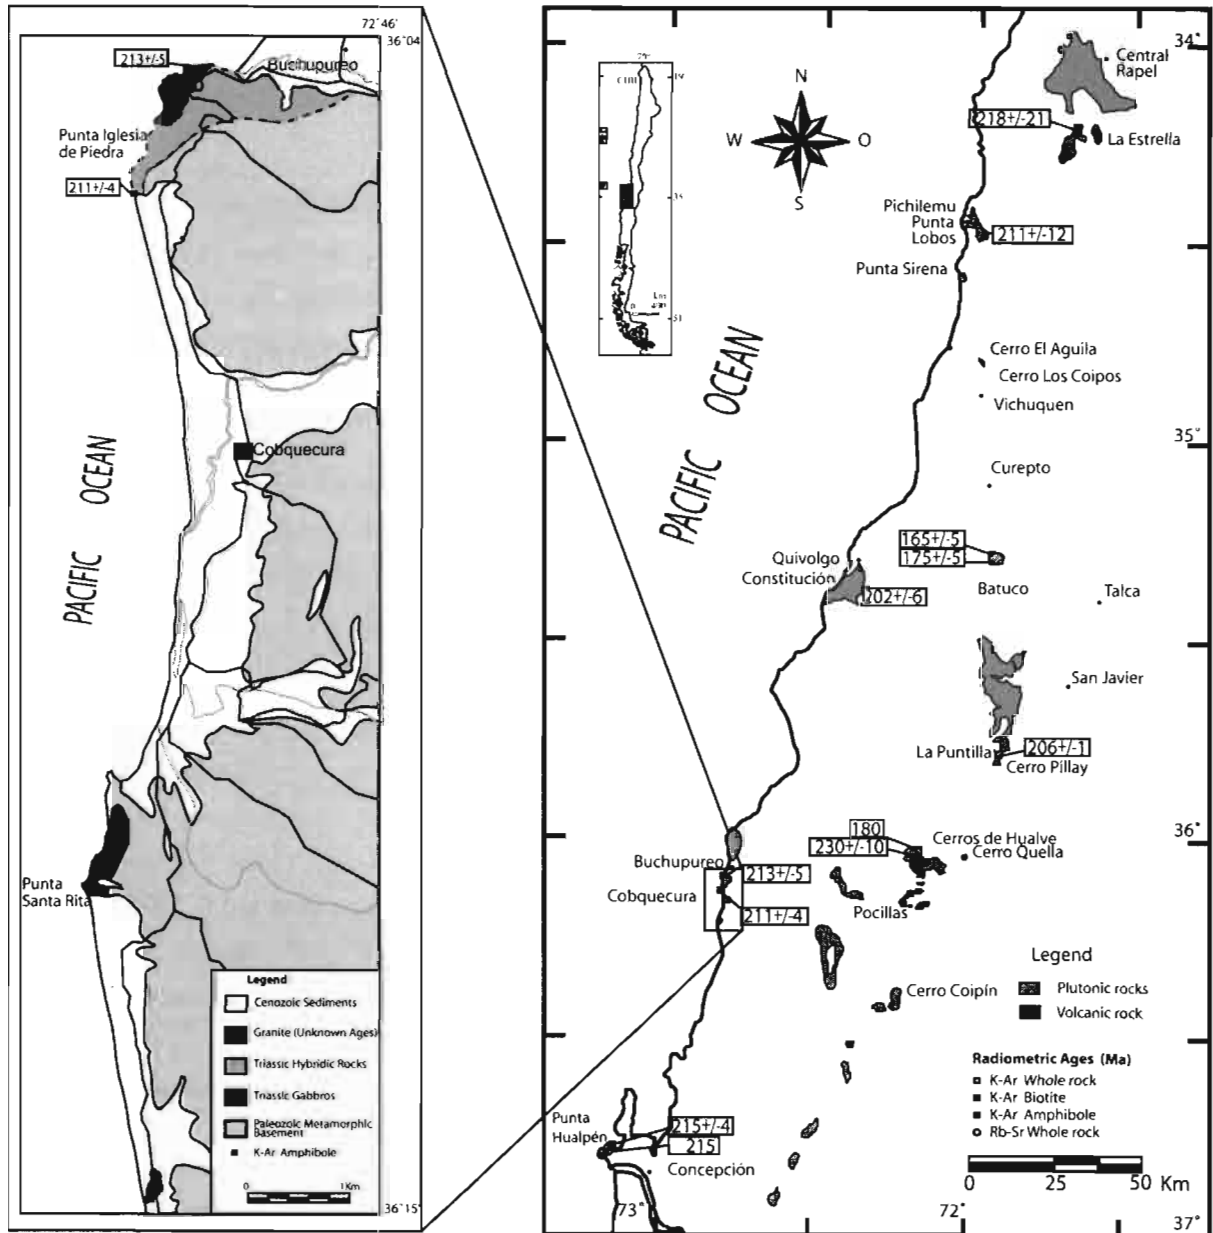 72°46'
36°04
213+/-5
Buchupureo
Punta Iglesia
de Piedra
211+/-4
Cobquecura
PACIFIC OCEAN
Punta
Santa Rita
Legend
Cenozoic Sediments
Granite (Unknown Ages)
Triassic Hybridic Rocks
Triassic Gabbros
Paleozoic Metamorphic
Basement
K-Ar Amphibole
0 1Km
36°15'
34°
Central
Rapel
218+/-21
La Estrella
N
W O
S
Pichilemu
Punta
Lobos
211+/-12
Punta Sirena
PACIFIC OCEAN
Cerro El Aguila
Cerro Los Coipos
Vichuquen
35°
Curepto
165+/-5
175+/-5
Batuco
Quivolgo
Constitución
202+/-6
Talca
San Javier
La Puntilla
206+/-1
Cerro Pillay
36°
180
230+/-10
Cerros de Hualve
Cerro Quella
Buchupureo
213+/-5
Cobquecura
211+/-4
Pocillas
Cerro Coipín
Legend
Plutonic rocks
Volcanic rock
Radiometric Ages (Ma)
K-Ar Whole rock
K-Ar Biotite
K-Ar Amphibole
Rb-Sr Whole rock
0 25 50 Km
Punta
Hualpén
215+/-4
215
Concepción
73°
72°
37°